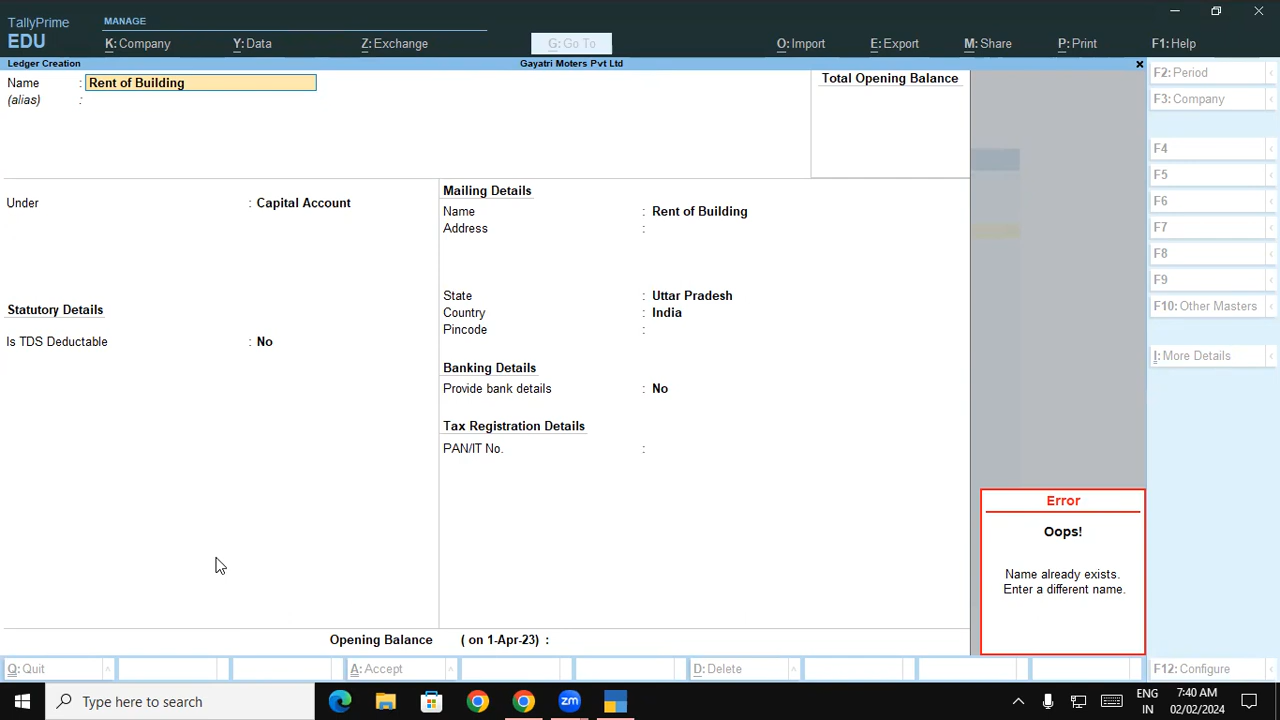 TallyPrime
EDU
MANAGE
K: Company
Y: Data
Z: Exchange
G: Go To
O: Import
E: Export
M: Share
P: Print
F1: Help
Ledger Creation
Gayatri Moters Pvt Ltd
×
Name : Rent of Building
(alias) :
Total Opening Balance
Under : Capital Account
Statutory Details
Is TDS Deductable : No
Mailing Details
Name : Rent of Building
Address :
State : Uttar Pradesh
Country : India
Pincode :
Banking Details
Provide bank details : No
Tax Registration Details
PAN/IT No. :
Opening Balance ( on 1-Apr-23) :
F2: Period
F3: Company
F4
F5
F6
F7
F8
F9
F10: Other Masters
I: More Details
Error
Oops!
Name already exists.
Enter a different name.
Q: Quit
A: Accept
D: Delete
F12: Configure
Type here to search
zm
ENG
IN
7:40 AM
02/02/2024